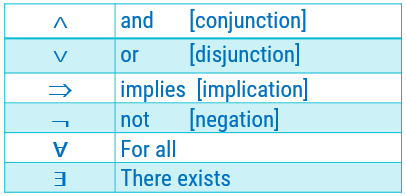 ∧ and [conjunction]
∨ or [disjunction]
⇒ implies [implication]
¬ not [negation]
∀ For all
∃ There exists